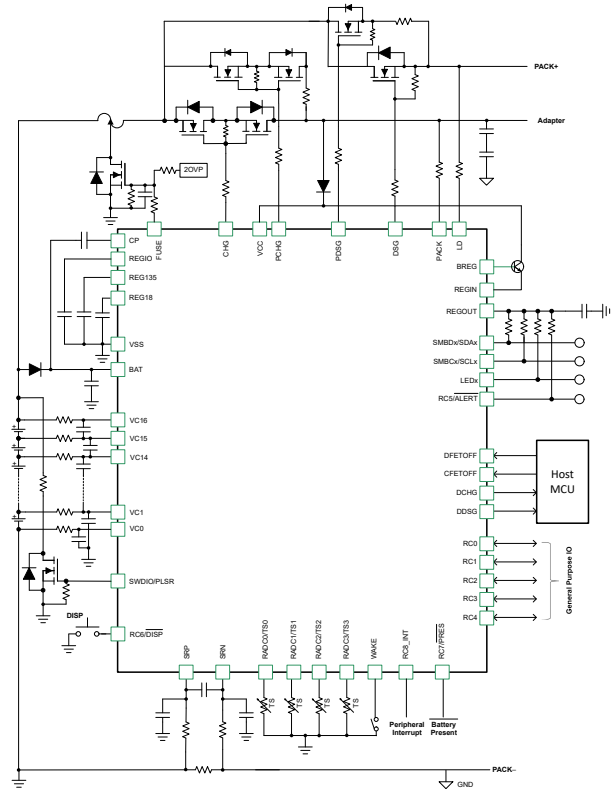 PACK+
Adapter
2OVP
FUSE
CHG
VCC
PCHG
PDSG
DSG
PACK
LD
CP
REGIO
REG135
REG18
VSS
BAT
VC16
VC15
VC14
VC1
VC0
SWDIO/PLSR
DISP
RC6/DISP
BREG
REGIN
REGOUT
SMBDx/SDAx
SMBCx/SCLx
LEDx
RC5/ALERT
DFETOFF
CFETOFF
DCHG
DDSG
Host
MCU
RC0
RC1
RC2
RC3
RC4
General Purpose IO
SRP
SRN
RADC0/TS0
RADC1/TS1
RADC2/TS2
RADC3/TS3
WAKE
RC8_INT
RC7/PRES
TS
TS
TS
TS
Peripheral
Interrupt
Battery
Present
PACK–
GND